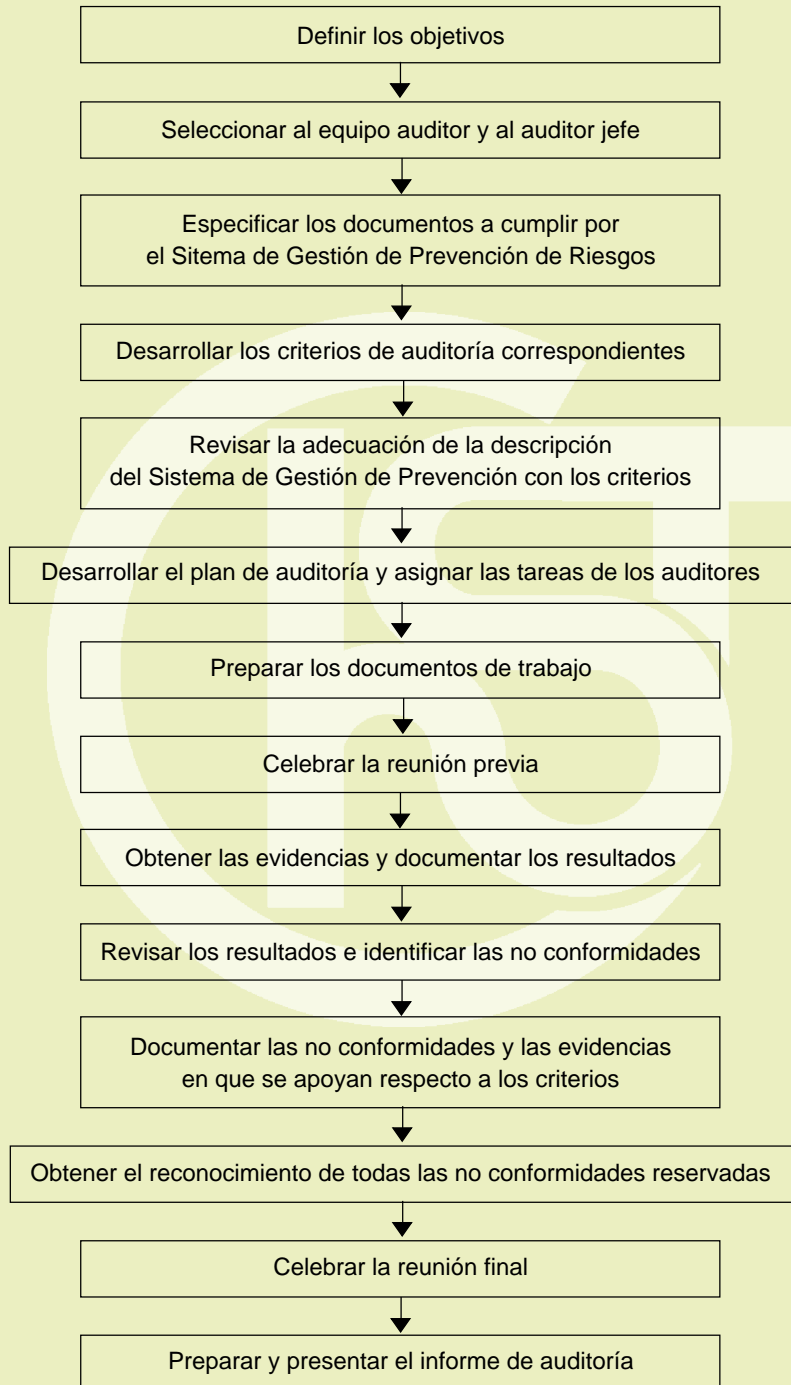 Definir los objetivos
Seleccionar al equipo auditor y al auditor jefe
Especificar los documentos a cumplir por
el Sitema de Gestión de Prevención de Riesgos
Desarrollar los criterios de auditoría correspondientes
Revisar la adecuación de la descripción
del Sistema de Gestión de Prevención con los criterios
Desarrollar el plan de auditoría y asignar las tareas de los auditores
Preparar los documentos de trabajo
Celebrar la reunión previa
Obtener las evidencias y documentar los resultados
Revisar los resultados e identificar las no conformidades
Documentar las no conformidades y las evidencias
en que se apoyan respecto a los criterios
Obtener el reconocimiento de todas las no conformidades reservadas
Celebrar la reunión final
Preparar y presentar el informe de auditoría